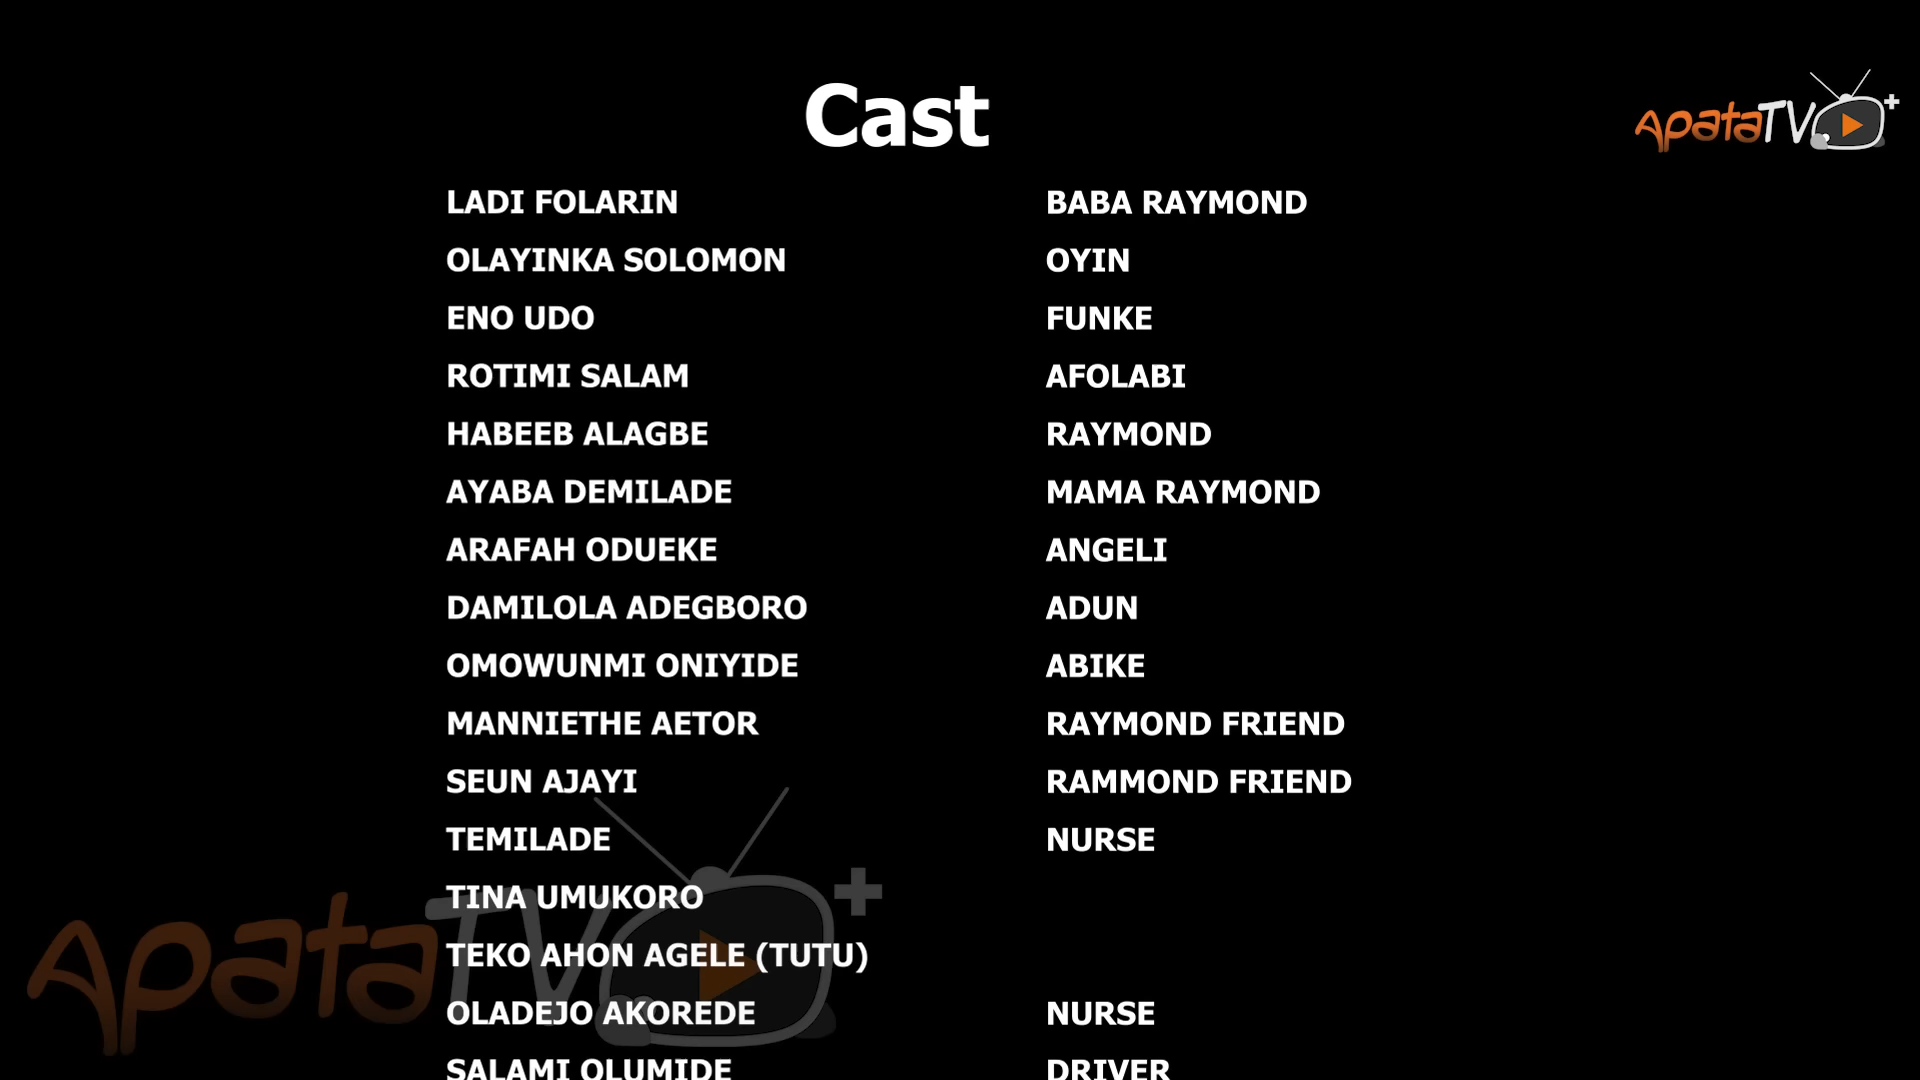 Cast
ApataTV+
LADI FOLARIN BABA RAYMOND
OLAYINKA SOLOMON OYIN
ENO UDO FUNKE
ROTIMI SALAM AFOLABI
HABEEB ALAGBE RAYMOND
AYABA DEMILADE MAMA RAYMOND
ARAFAH ODUEKE ANGELI
DAMILOLA ADEGBORO ADUN
OMOWUNMI ONIYIDE ABIKE
MANNIETHE AETOR RAYMOND FRIEND
SEUN AJAYI RAMMOND FRIEND
TEMILADE NURSE
TINA UMUKORO
TEKO AHON AGELE (TUTU)
OLADEJO AKOREDE NURSE
SALAMI OLUMIDE DRIVER
ApataTV+